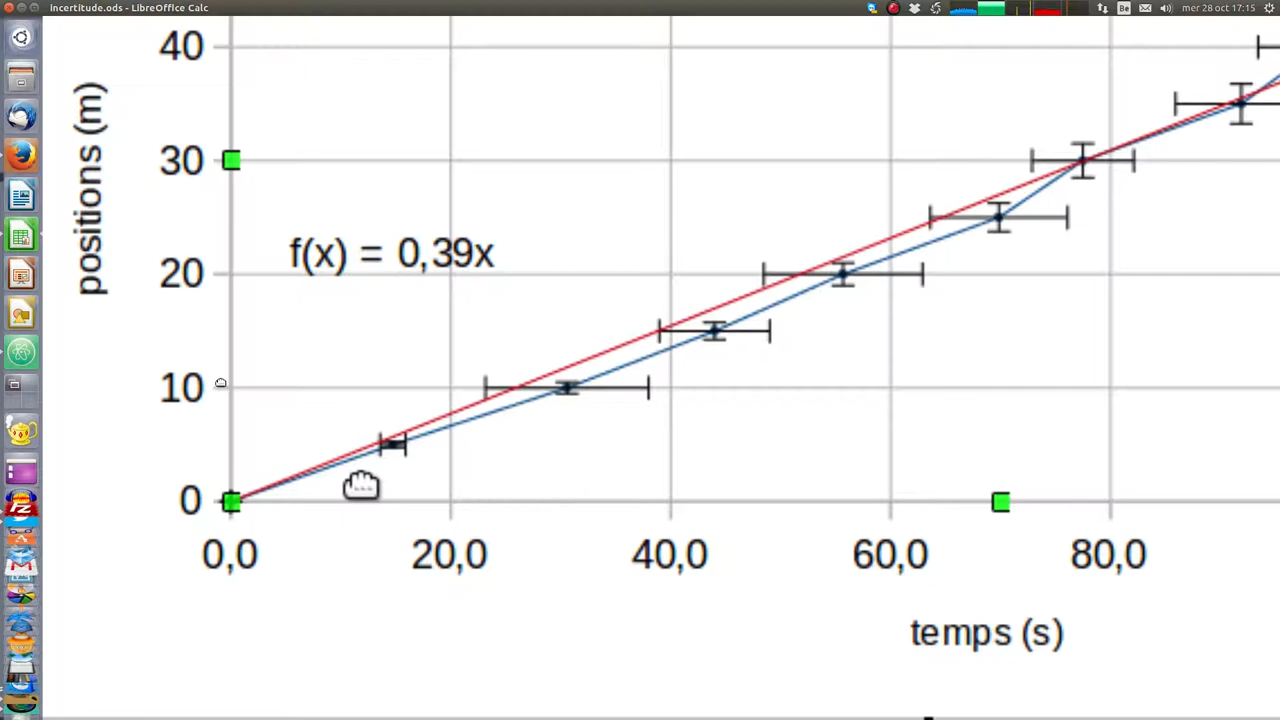 incertitude.ods - LibreOffice Calc
Be
mer 28 oct 17:15
40
30
20
10
0
positions (m)
f(x) = 0,39x
0,0 20,0 40,0 60,0 80,0
temps (s)